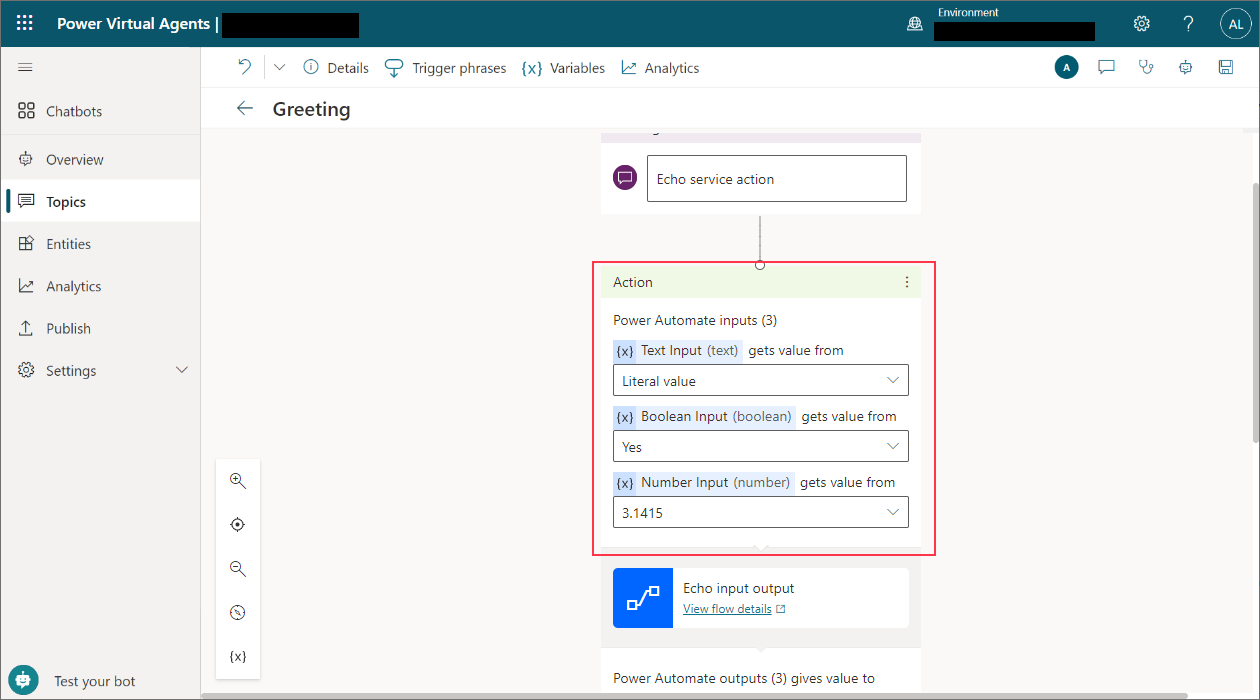 Power Virtual Agents |
Environment
AL
Details
Trigger phrases
{x} Variables
Analytics
A
Chatbots
Greeting
Overview
Topics
Entities
Analytics
Publish
Settings
Echo service action
Action
Power Automate inputs (3)
{x} Text Input (text) gets value from
Literal value
{x} Boolean Input (boolean) gets value from
Yes
{x} Number Input (number) gets value from
3.1415
Echo input output
View flow details
{x}
Power Automate outputs (3) gives value to
Test your bot